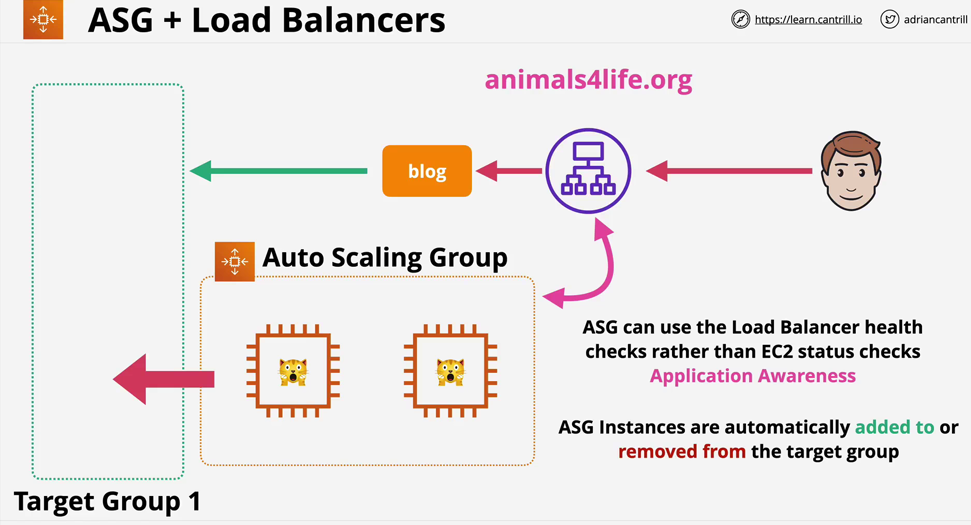 ASG + Load Balancers
https://learn.cantrill.io
adriancantrill
animals4life.org
blog
Auto Scaling Group
ASG can use the Load Balancer health
checks rather than EC2 status checks
Application Awareness
ASG Instances are automatically added to or
removed from the target group
Target Group 1